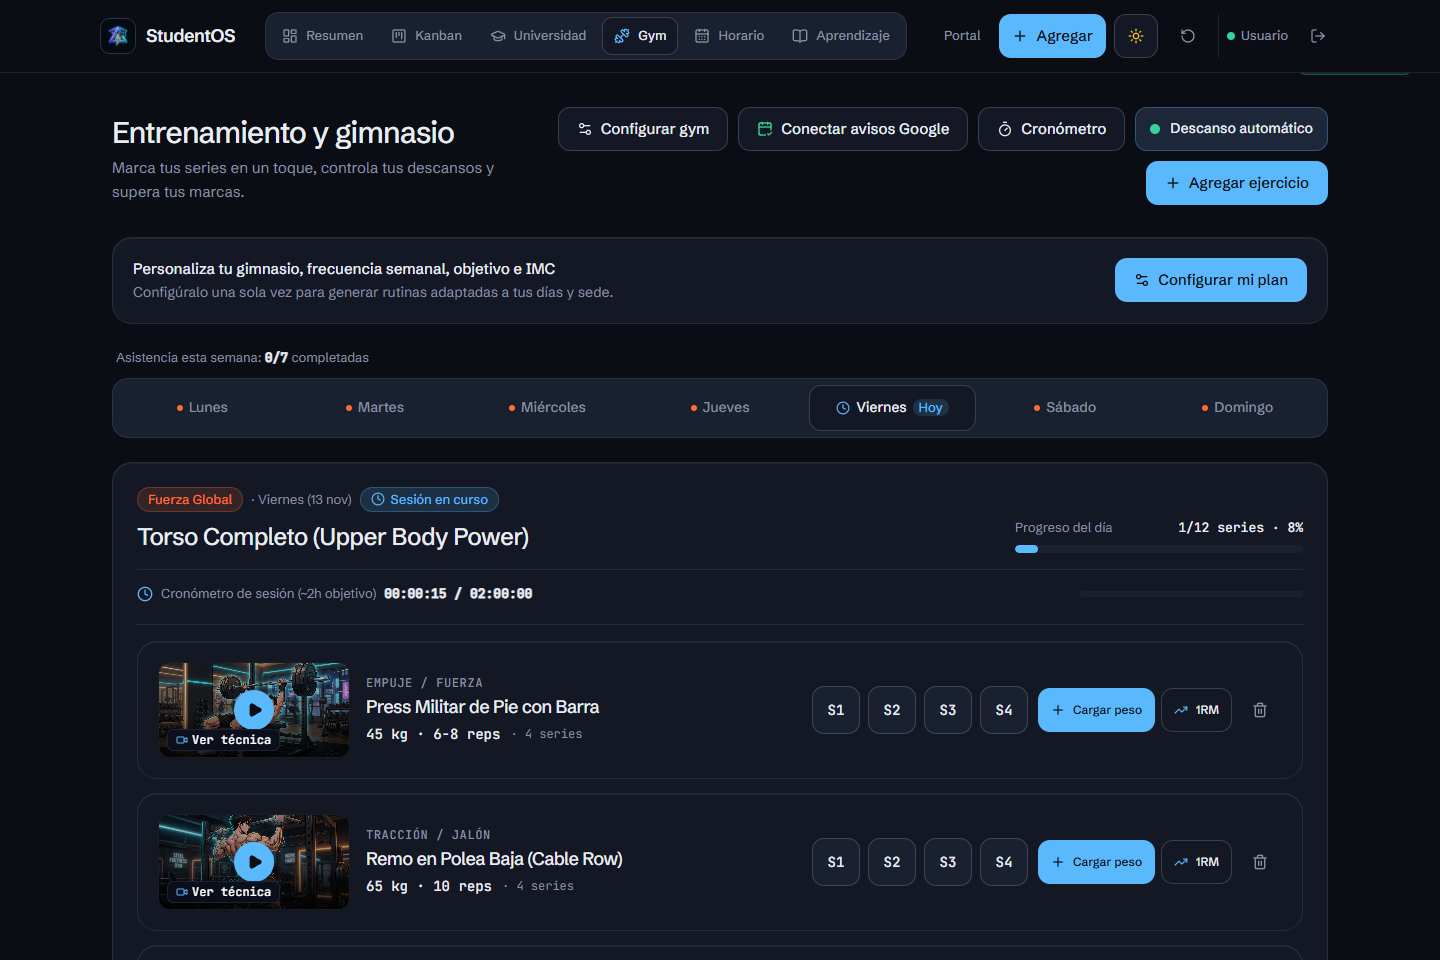 StudentOS
Resumen
Kanban
Universidad
Gym
Horario
Aprendizaje
Portal
Agregar
Usuario
Entrenamiento y gimnasio
Marca tus series en un toque, controla tus descansos y
supera tus marcas.
Configurar gym
Conectar avisos Google
Cronómetro
Descanso automático
Agregar ejercicio
Personaliza tu gimnasio, frecuencia semanal, objetivo e IMC
Configúralo una sola vez para generar rutinas adaptadas a tus días y sede.
Configurar mi plan
Asistencia esta semana: 0/7 completadas
Lunes
Martes
Miércoles
Jueves
Viernes Hoy
Sábado
Domingo
Fuerza Global · Viernes (13 nov) Sesión en curso
Torso Completo (Upper Body Power)
Progreso del día 1/12 series · 8%
Cronómetro de sesión (~2h objetivo) 00:00:15 / 02:00:00
Ver técnica
EMPUJE / FUERZA
Press Militar de Pie con Barra
45 kg · 6-8 reps · 4 series
S1
S2
S3
S4
Cargar peso
1RM
Ver técnica
TRACCIÓN / JALÓN
Remo en Polea Baja (Cable Row)
65 kg · 10 reps · 4 series
S1
S2
S3
S4
Cargar peso
1RM